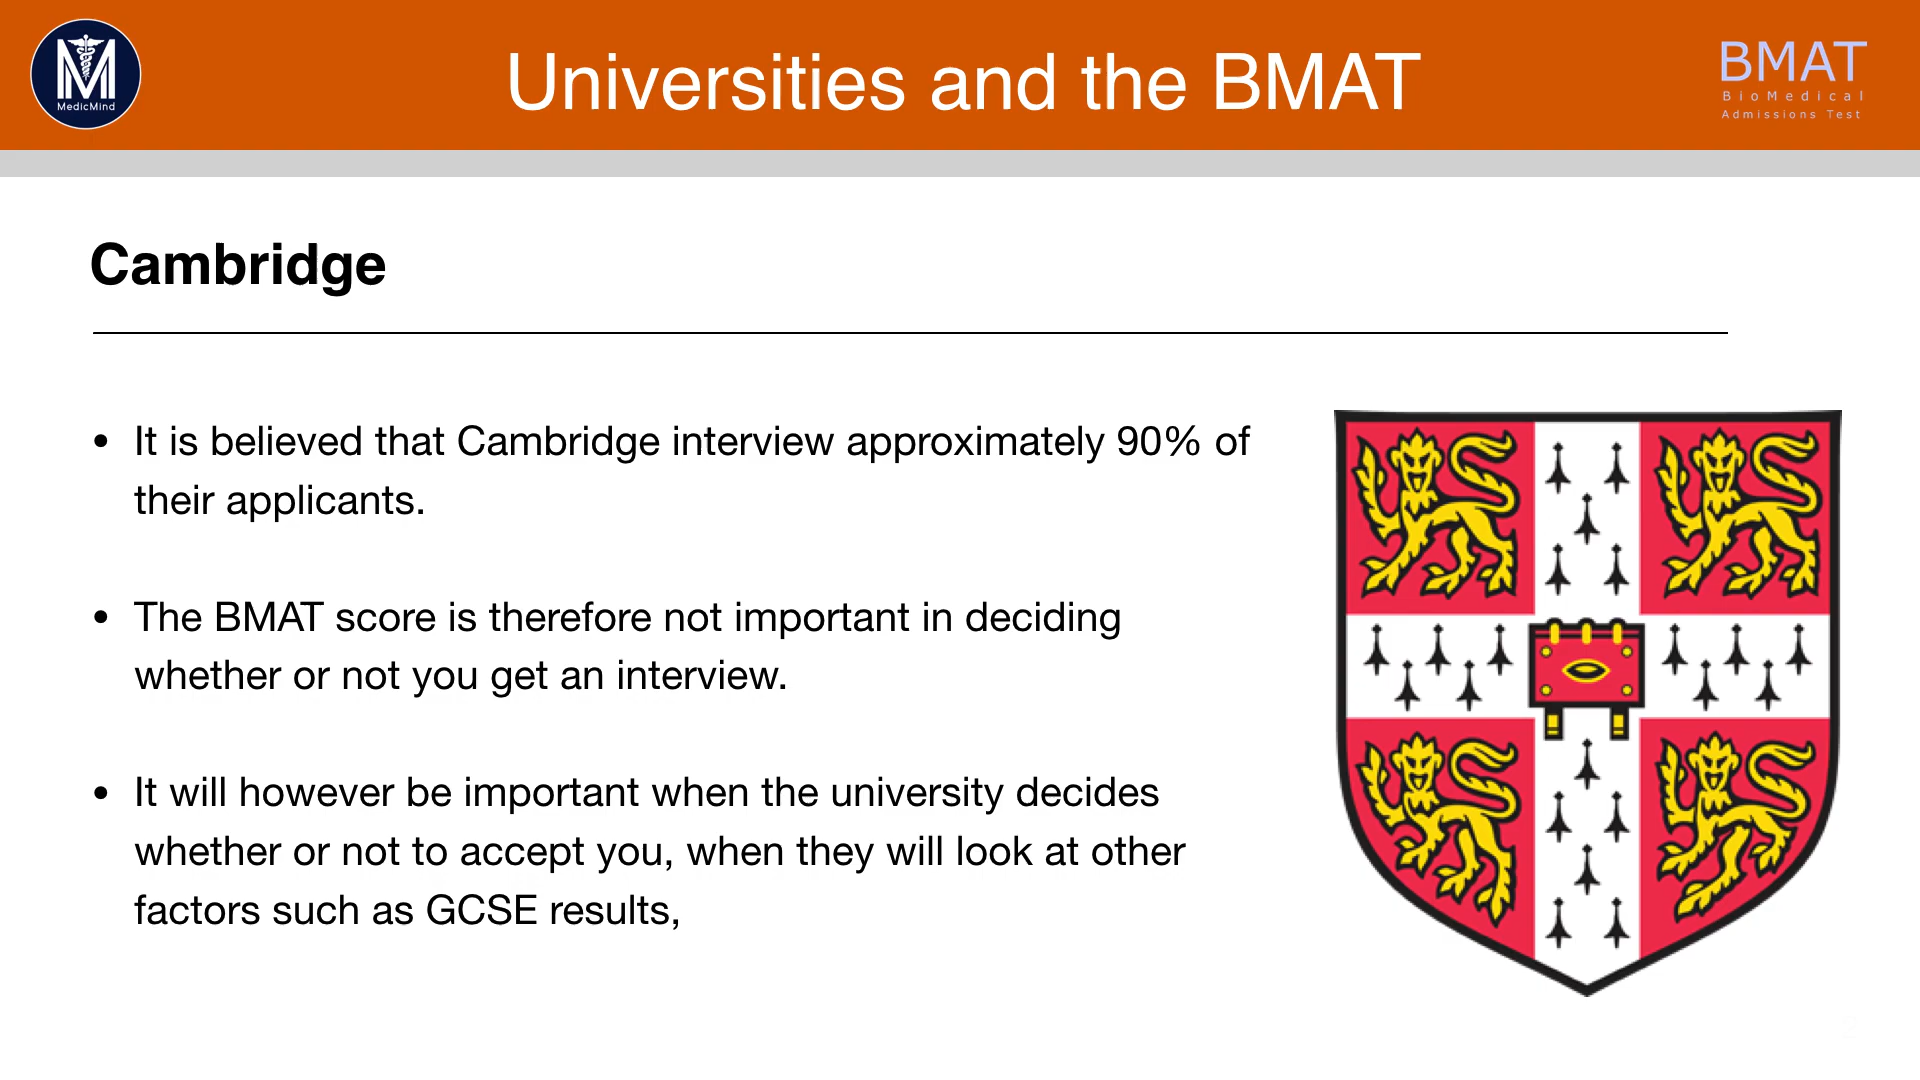 M
MedicMind
Universities and the BMAT
BMAT
BioMedical
Admissions Test
Cambridge
• It is believed that Cambridge interview approximately 90% of
their applicants.
• The BMAT score is therefore not important in deciding
whether or not you get an interview.
• It will however be important when the university decides
whether or not to accept you, when they will look at other
factors such as GCSE results,